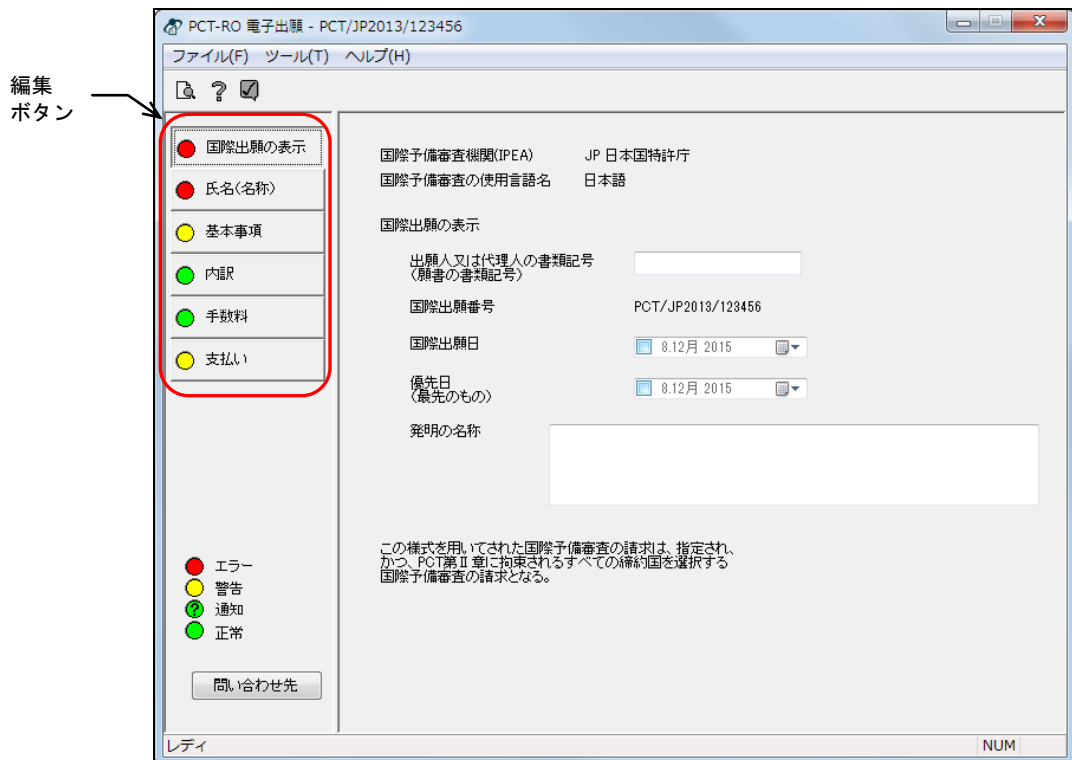 PCT-RO 電子出願 - PCT/JP2013/123456
ファイル(F) ツール(T) ヘルプ(H)
編集
ボタン
国際出願の表示
氏名(名称)
基本事項
内訳
手数料
支払い
国際予備審査機関(IPEA) JP 日本国特許庁
国際予備審査の使用言語名 日本語
国際出願の表示
出願人又は代理人の書類記号
(願書の書類記号)
国際出願番号 PCT/JP2013/123456
国際出願日 8.12月 2015
優先日 8.12月 2015
(最先のもの)
発明の名称
この様式を用いてされた国際予備審査の請求は、指定され、
かつ、PCT第Ⅱ章に拘束されるすべての締約国を選択する
国際予備審査の請求となる。
エラー
警告
? 通知
正常
問い合わせ先
レディ NUM